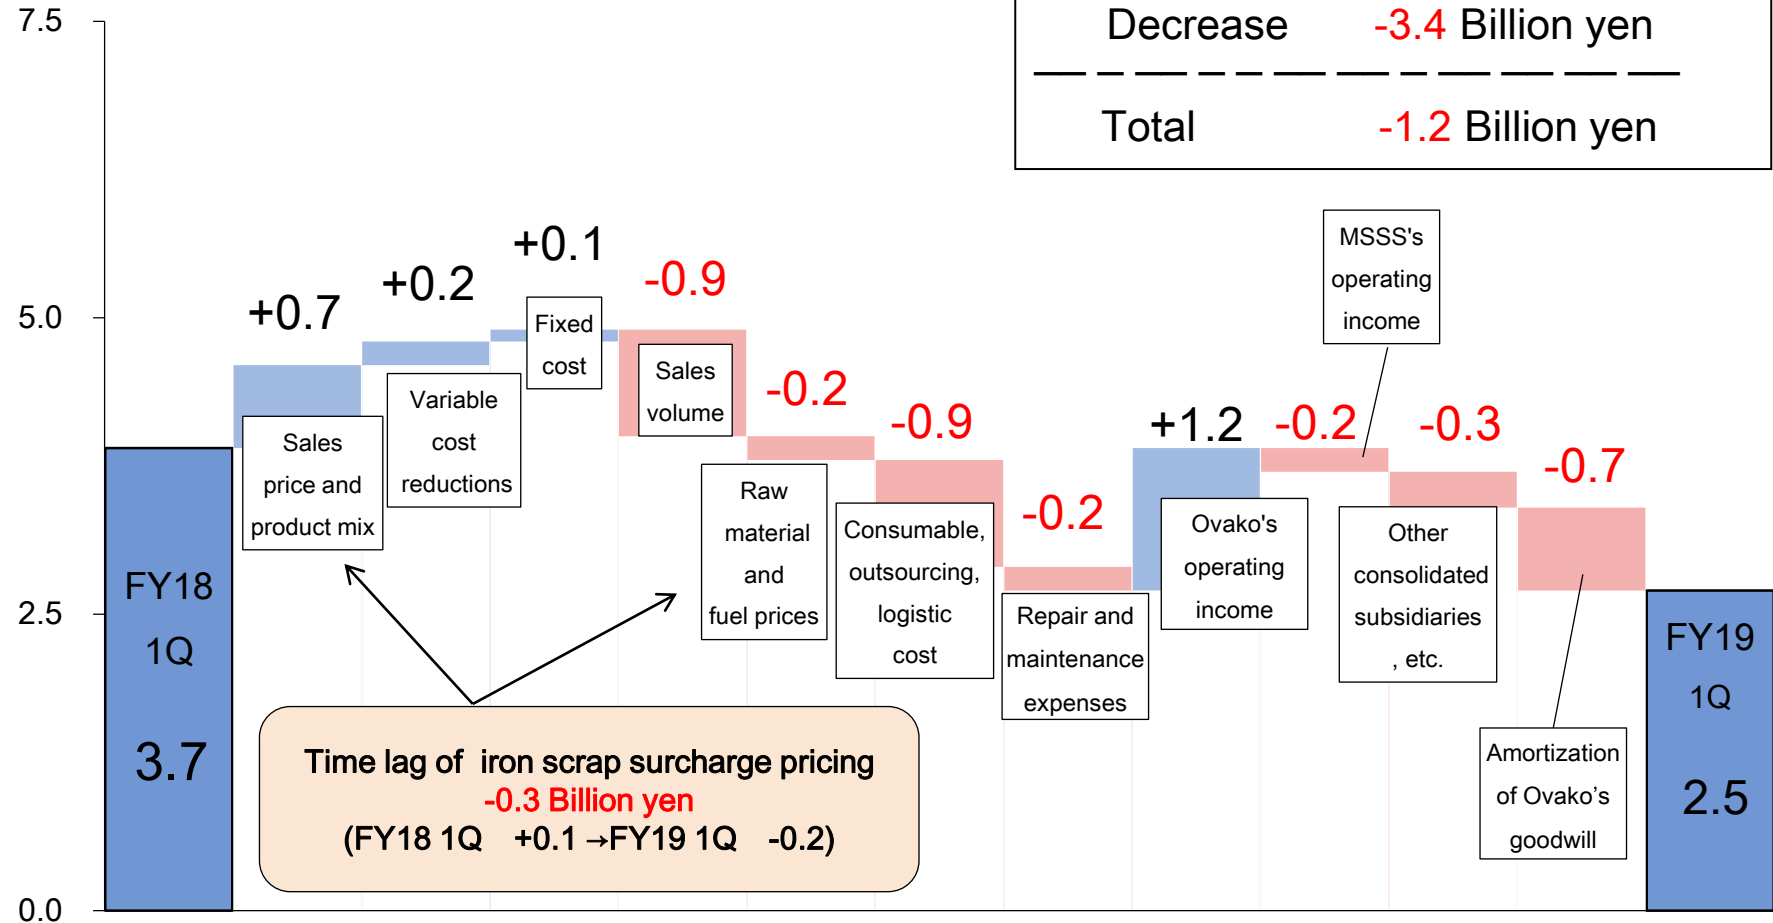 7.5
Decrease -3.4 Billion yen
Total -1.2 Billion yen
5.0
2.5
0.0
+0.7
+0.2
+0.1
-0.9
-0.2
-0.9
-0.2
+1.2
-0.2
-0.3
-0.7
FY18
1Q
3.7
Sales
price and
product mix
Variable
cost
reductions
Fixed
cost
Sales
volume
Raw
material
and
fuel prices
Consumable,
outsourcing,
logistic
cost
Repair and
maintenance
expenses
Ovako's
operating
income
MSSS's
operating
income
Other
consolidated
subsidiaries
, etc.
Amortization
of Ovako’s
goodwill
FY19
1Q
2.5
Time lag of iron scrap surcharge pricing
-0.3 Billion yen
(FY18 1Q +0.1 →FY19 1Q -0.2)